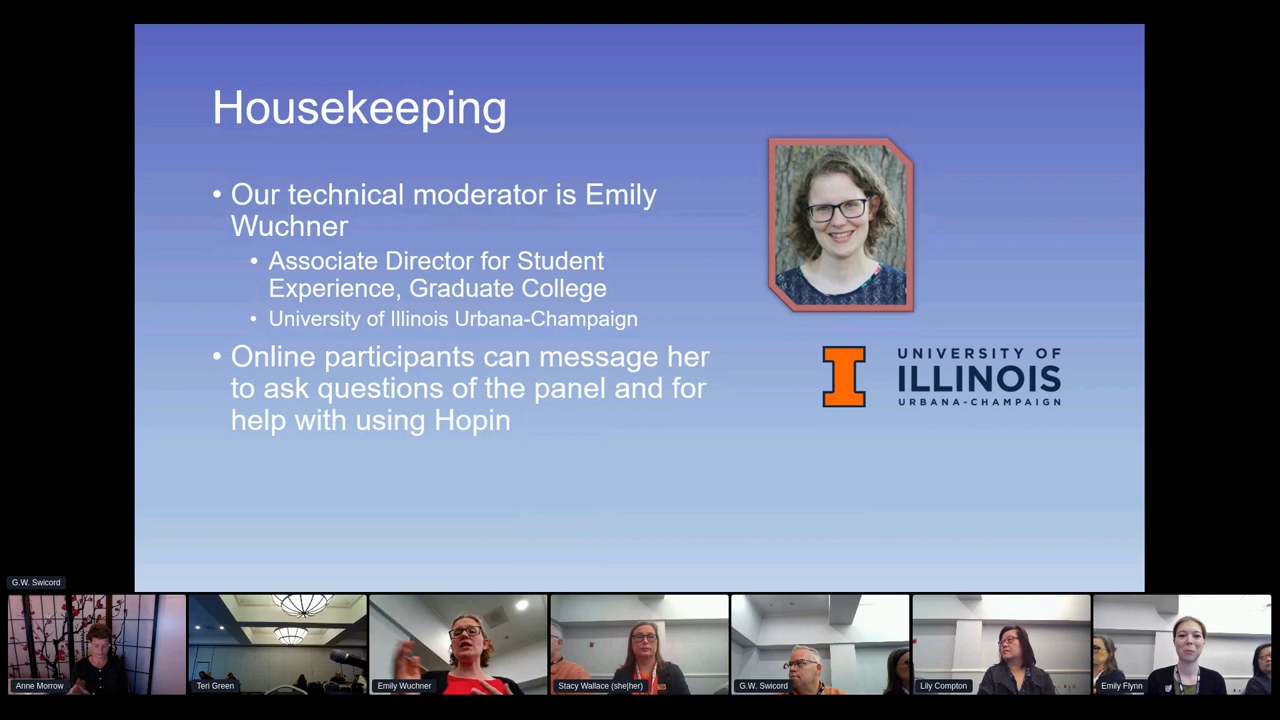 Housekeeping
• Our technical moderator is Emily
Wuchner
• Associate Director for Student
Experience, Graduate College
• University of Illinois Urbana-Champaign
• Online participants can message her
to ask questions of the panel and for
help with using Hopin
UNIVERSITY OF
ILLINOIS
URBANA-CHAMPAIGN
G.W. Swicord
Anne Morrow
Teri Green
Emily Wuchner
Stacy Wallace (she|her)
G.W. Swicord
Lily Compton
Emily Flynn